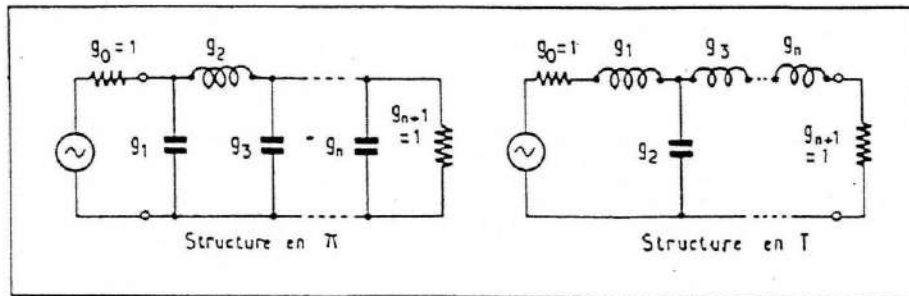 g0=1
g2
g1
g3
gn
gn+1
=1
Structure en π
g0=1
g1
g3
gn
g2
gn+1
=1
Structure en T